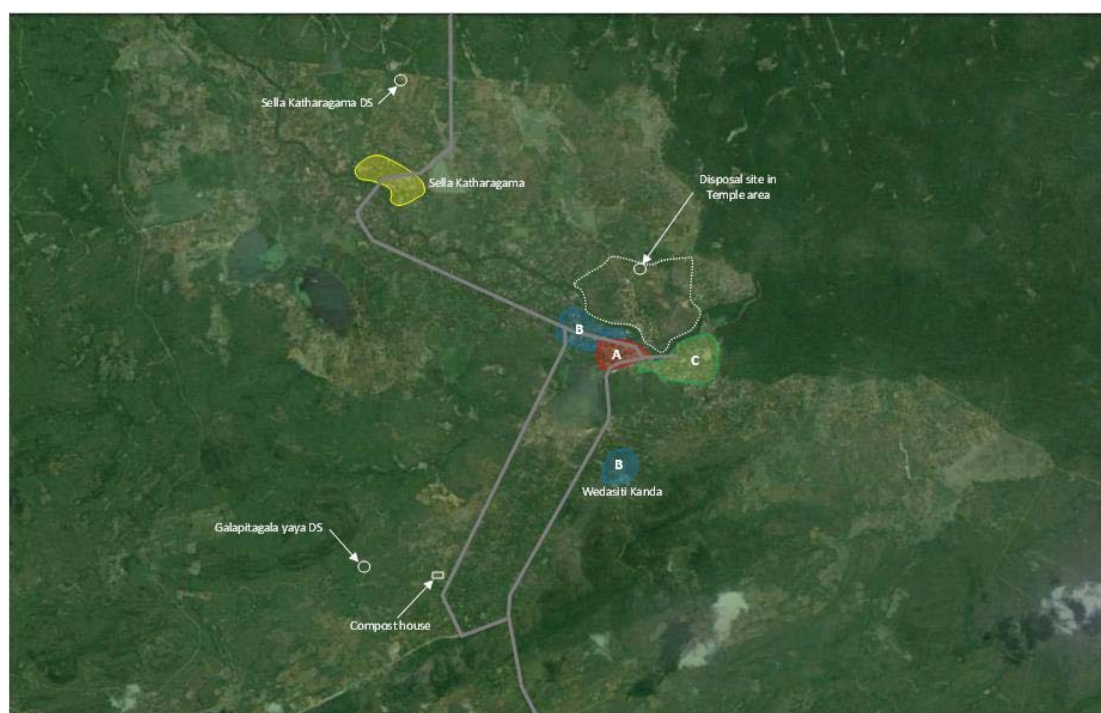 Sella Katharagama DS
Sella Katharagama
Disposal site in
Temple area
B
A
C
B
Wedasiti Kanda
Galapitagala yaya DS
Compost house